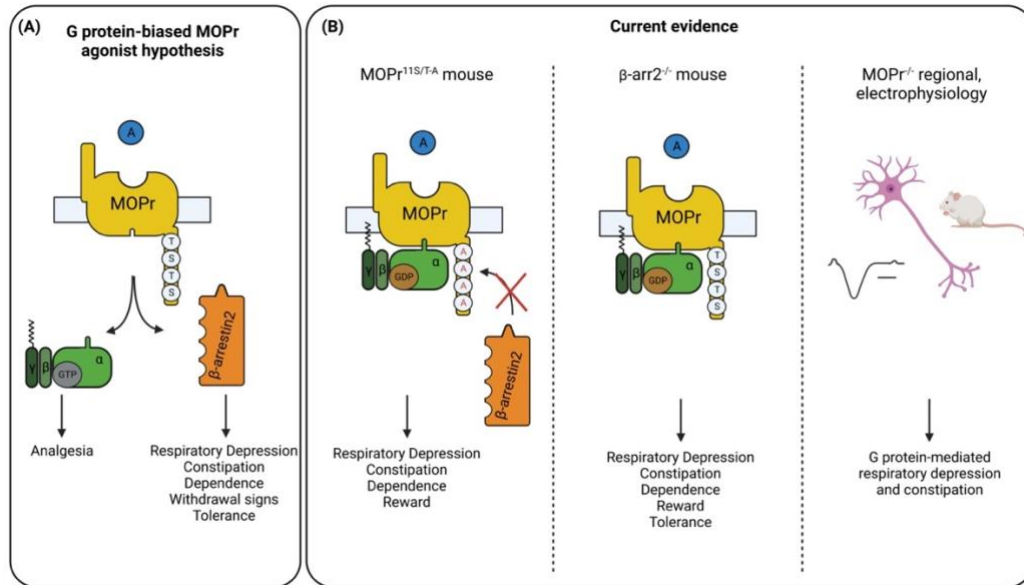 (A)
G protein-biased MOPr
agonist hypothesis
A
MOPr
T
S
T
S
γ
β
α
GTP
β-arrestin2
Analgesia
Respiratory Depression
Constipation
Dependence
Withdrawal signs
Tolerance
(B)
Current evidence
MOPr11S/T-A mouse
A
MOPr
γ
β
α
GDP
A
A
A
A
β-arrestin2
Respiratory Depression
Constipation
Dependence
Reward
β-arr2-/- mouse
A
MOPr
γ
β
α
GDP
T
S
T
S
Respiratory Depression
Constipation
Dependence
Reward
Tolerance
MOPr-/- regional,
electrophysiology
G protein-mediated
respiratory depression
and constipation